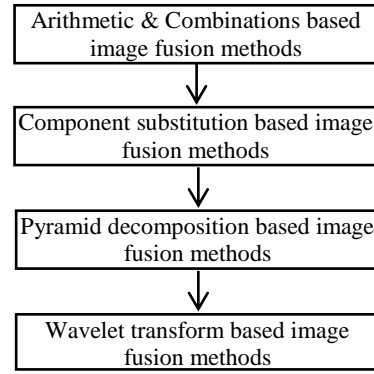 Arithmetic & Combinations based
image fusion methods
Component substitution based image
fusion methods
Pyramid decomposition based image
fusion methods
Wavelet transform based image
fusion methods